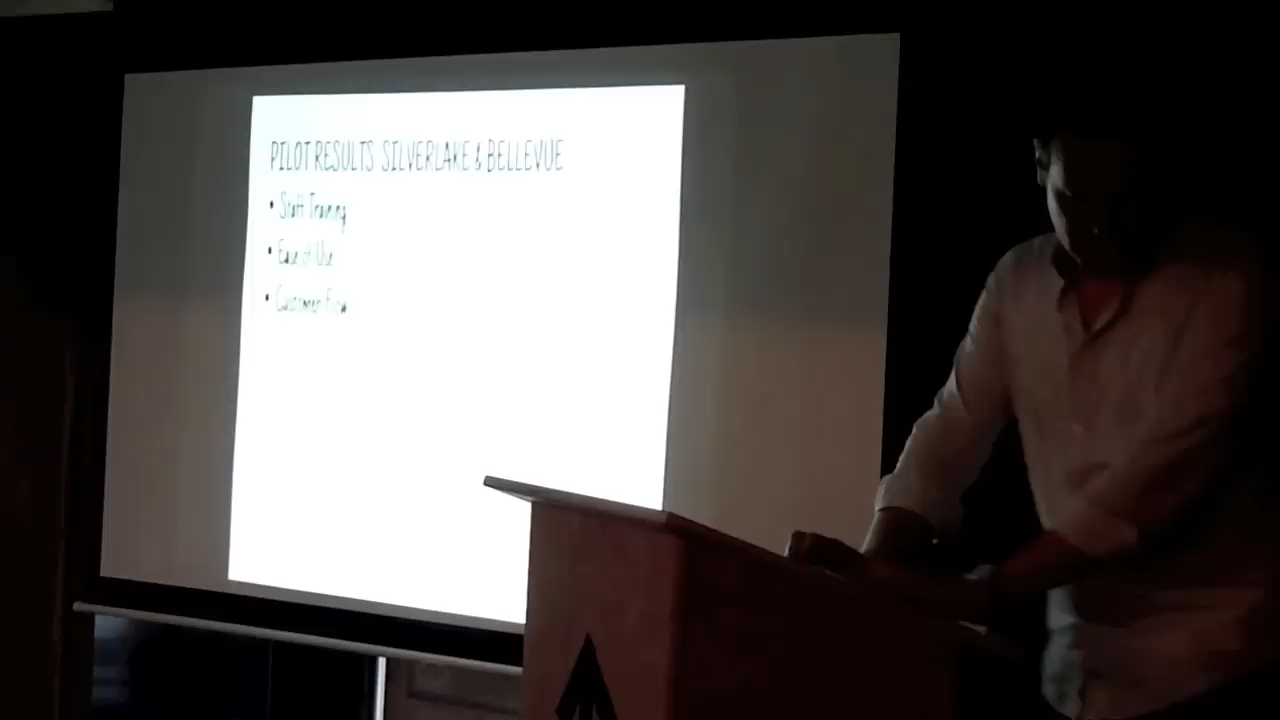 PILOT RESULTS SILVERLAKE & BELLEVUE
• Staff Training
• Ease of Use
• Customer Flow